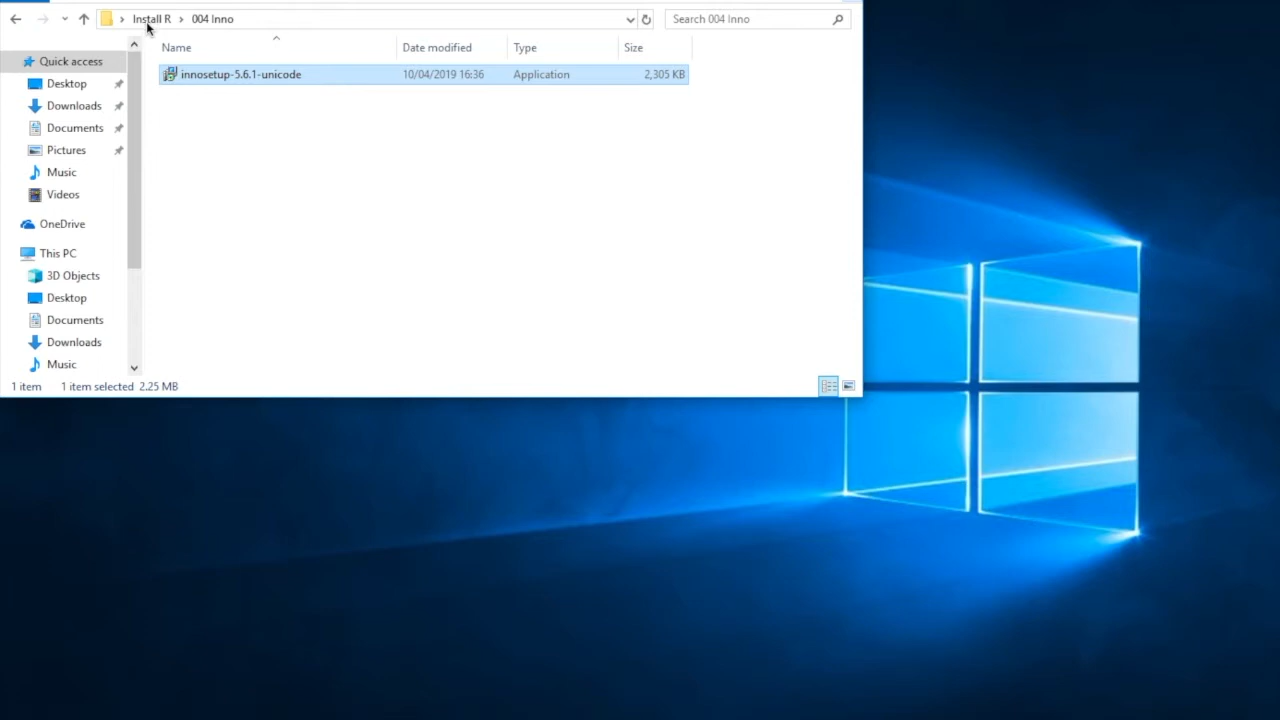 Install R 004 Inno Search 004 Inno
Name Date modified Type Size
innosetup-5.6.1-unicode 10/04/2019 16:36 Application 2,305 KB
Quick access
Desktop
Downloads
Documents
Pictures
Music
Videos
OneDrive
This PC
3D Objects
Desktop
Documents
Downloads
Music
1 item 1 item selected 2.25 MB